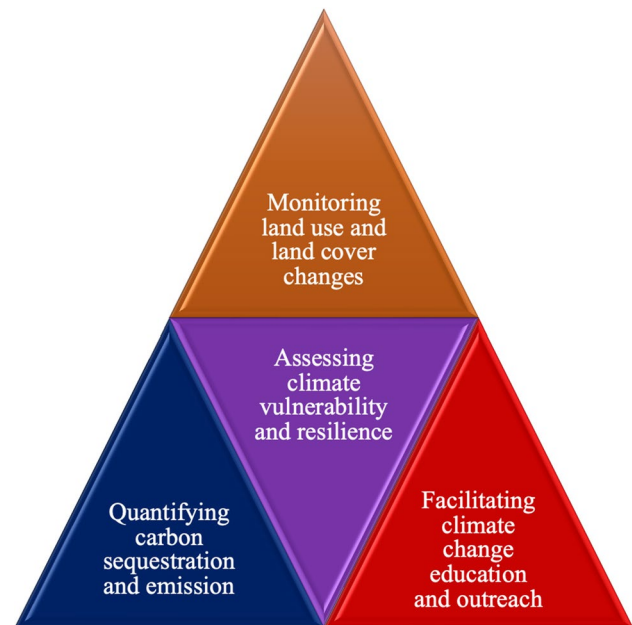 Monitoring
land use and
land cover
changes
Assessing
climate
vulnerability
and resilience
Quantifying
carbon
sequestration
and emission
Facilitating
climate
change
education
and outreach